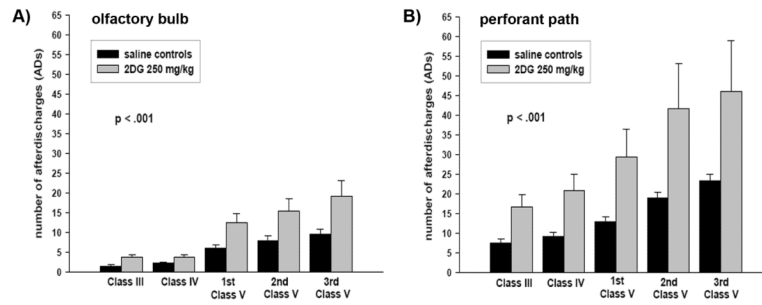 A) olfactory bulb
number of afterdischarges (ADs)
65
60
55
50
45
40
35
30
25
20
15
10
5
0
saline controls
2DG 250 mg/kg
p < .001
Class III Class IV 1st Class V 2nd Class V 3rd Class V
B) perforant path
number of afterdischarges (ADs)
65
60
55
50
45
40
35
30
25
20
15
10
5
0
saline controls
2DG 250 mg/kg
p < .001
Class III Class IV 1st Class V 2nd Class V 3rd Class V